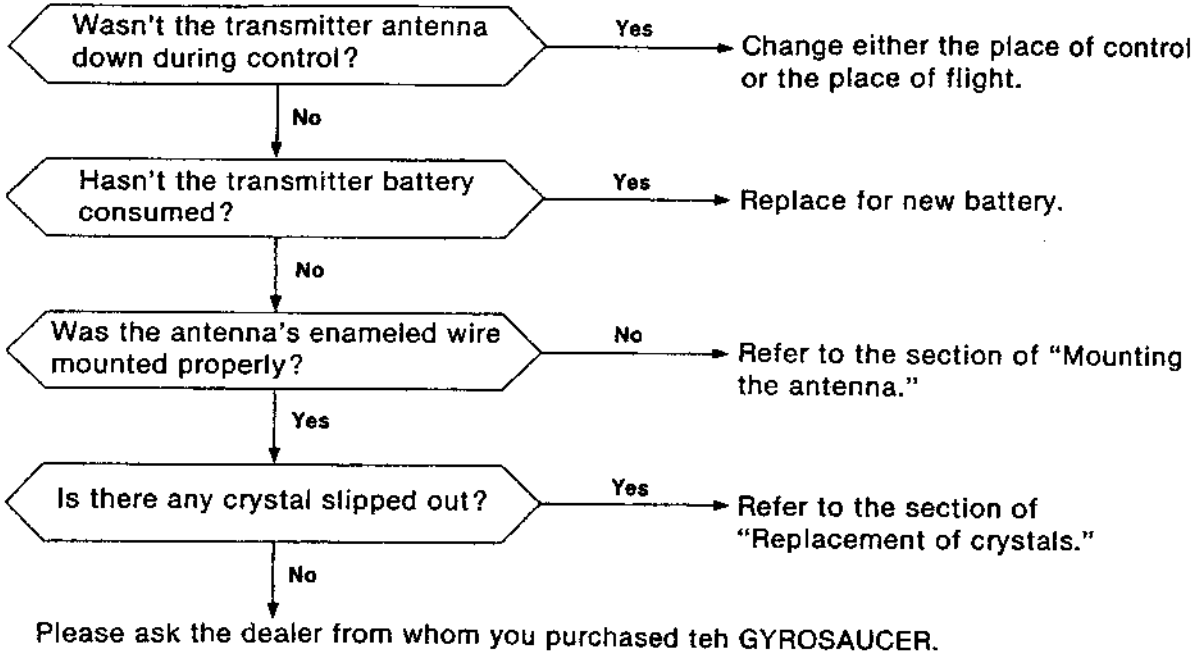 Wasn't the transmitter antenna
down during control?
Yes
Change either the place of control
or the place of flight.
No
Hasn't the transmitter battery
consumed?
Yes
Replace for new battery.
No
Was the antenna's enameled wire
mounted properly?
No
Refer to the section of "Mounting
the antenna."
Yes
Is there any crystal slipped out?
Yes
Refer to the section of
"Replacement of crystals."
No
Please ask the dealer from whom you purchased teh GYROSAUCER.